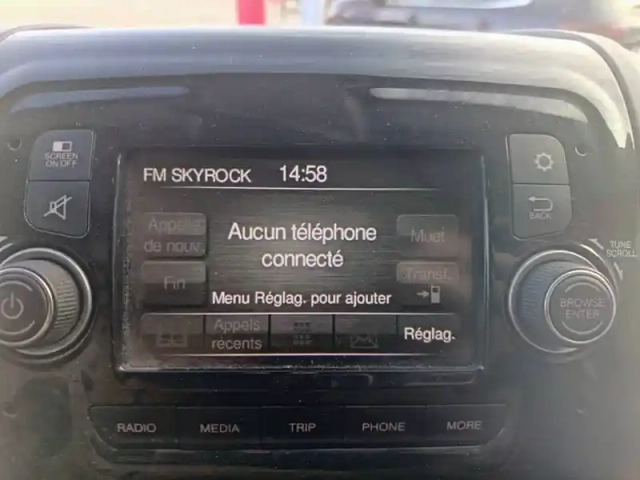 SCREEN
ON OFF
FM SKYROCK 14:58
BACK
Appeler
de nouv.
Aucun téléphone
connecté
Muet
TUNE
SCROLL
Fin
Transf.
Menu Réglag. pour ajouter
BROWSE
ENTER
Appels
récents
Réglag.
RADIO MEDIA TRIP PHONE MORE